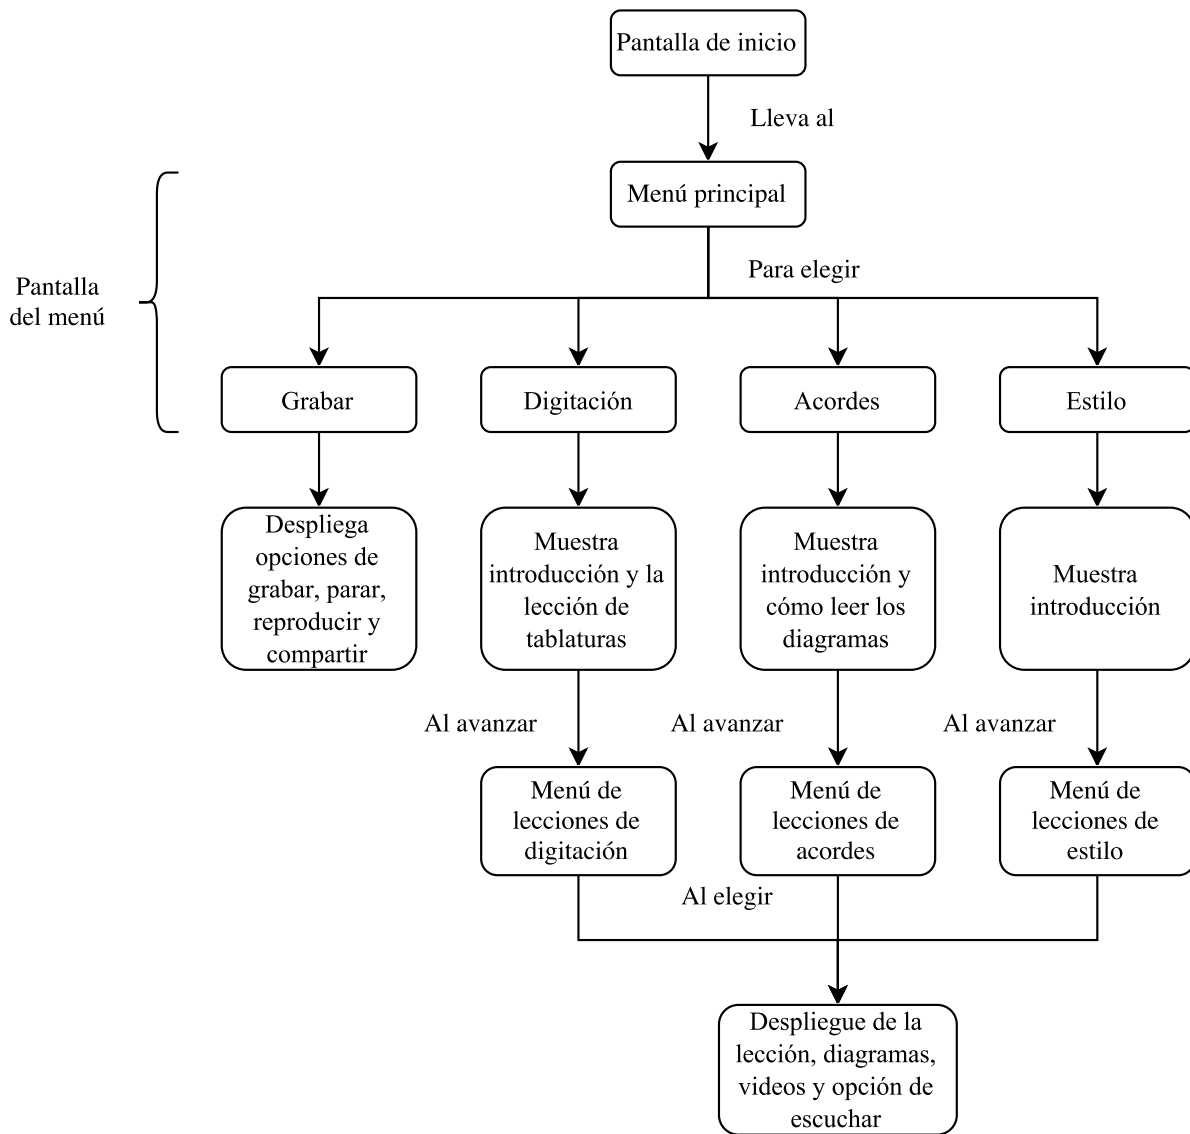 Pantalla de inicio
Lleva al
Menú principal
Para elegir
Pantalla
del menú
Grabar
Digitación
Acordes
Estilo
Despliega
opciones de
grabar, parar,
reproducir y
compartir
Muestra
introducción y la
lección de
tablaturas
Muestra
introducción y
cómo leer los
diagramas
Muestra
introducción
Al avanzar
Al avanzar
Al avanzar
Menú de
lecciones de
digitación
Menú de
lecciones de
acordes
Menú de
lecciones de
estilo
Al elegir
Despliegue de la
lección, diagramas,
videos y opción de
escuchar